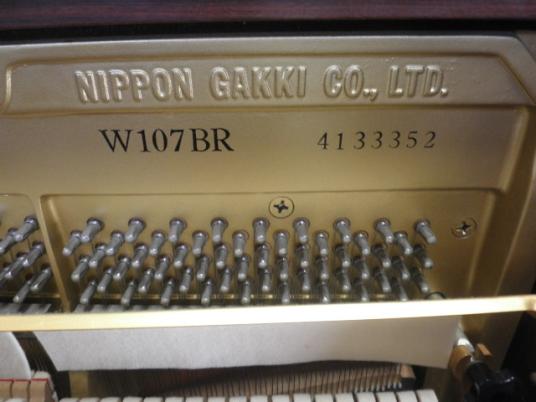 NIPPON GAKKI CO., LTD.
W107BR 4133352